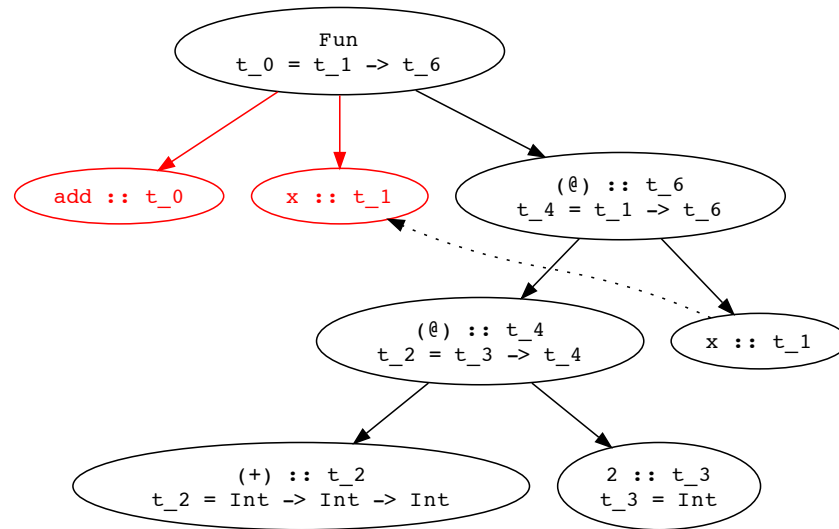 Fun
t_0 = t_1 -> t_6
add :: t_0
x :: t_1
(@) :: t_6
t_4 = t_1 -> t_6
(@) :: t_4
t_2 = t_3 -> t_4
x :: t_1
(+) :: t_2
t_2 = Int -> Int -> Int
2 :: t_3
t_3 = Int